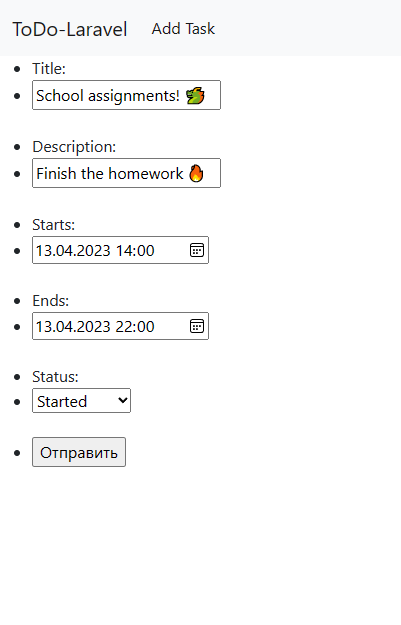 ToDo-Laravel Add Task
Title:
School assignments! 🐲
Description:
Finish the homework 🔥
Starts:
13.04.2023 14:00
Ends:
13.04.2023 22:00
Status:
Started
Отправить